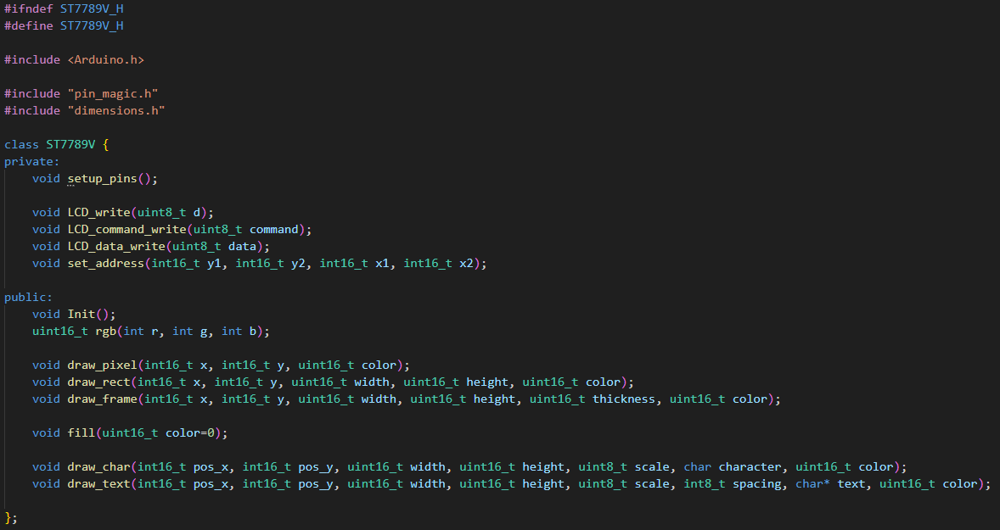 #ifndef ST7789V_H
#define ST7789V_H
#include <Arduino.h>
#include "pin_magic.h"
#include "dimensions.h"
class ST7789V {
private:
void setup_pins();
void LCD_write(uint8_t d);
void LCD_command_write(uint8_t command);
void LCD_data_write(uint8_t data);
void set_address(int16_t y1, int16_t y2, int16_t x1, int16_t x2);
public:
void Init();
uint16_t rgb(int r, int g, int b);
void draw_pixel(int16_t x, int16_t y, uint16_t color);
void draw_rect(int16_t x, int16_t y, uint16_t width, uint16_t height, uint16_t color);
void draw_frame(int16_t x, int16_t y, uint16_t width, uint16_t height, uint16_t thickness, uint16_t color);
void fill(uint16_t color=0);
void draw_char(int16_t pos_x, int16_t pos_y, uint16_t width, uint16_t height, uint8_t scale, char character, uint16_t color);
void draw_text(int16_t pos_x, int16_t pos_y, uint16_t width, uint16_t height, uint8_t scale, int8_t spacing, char* text, uint16_t color);
};